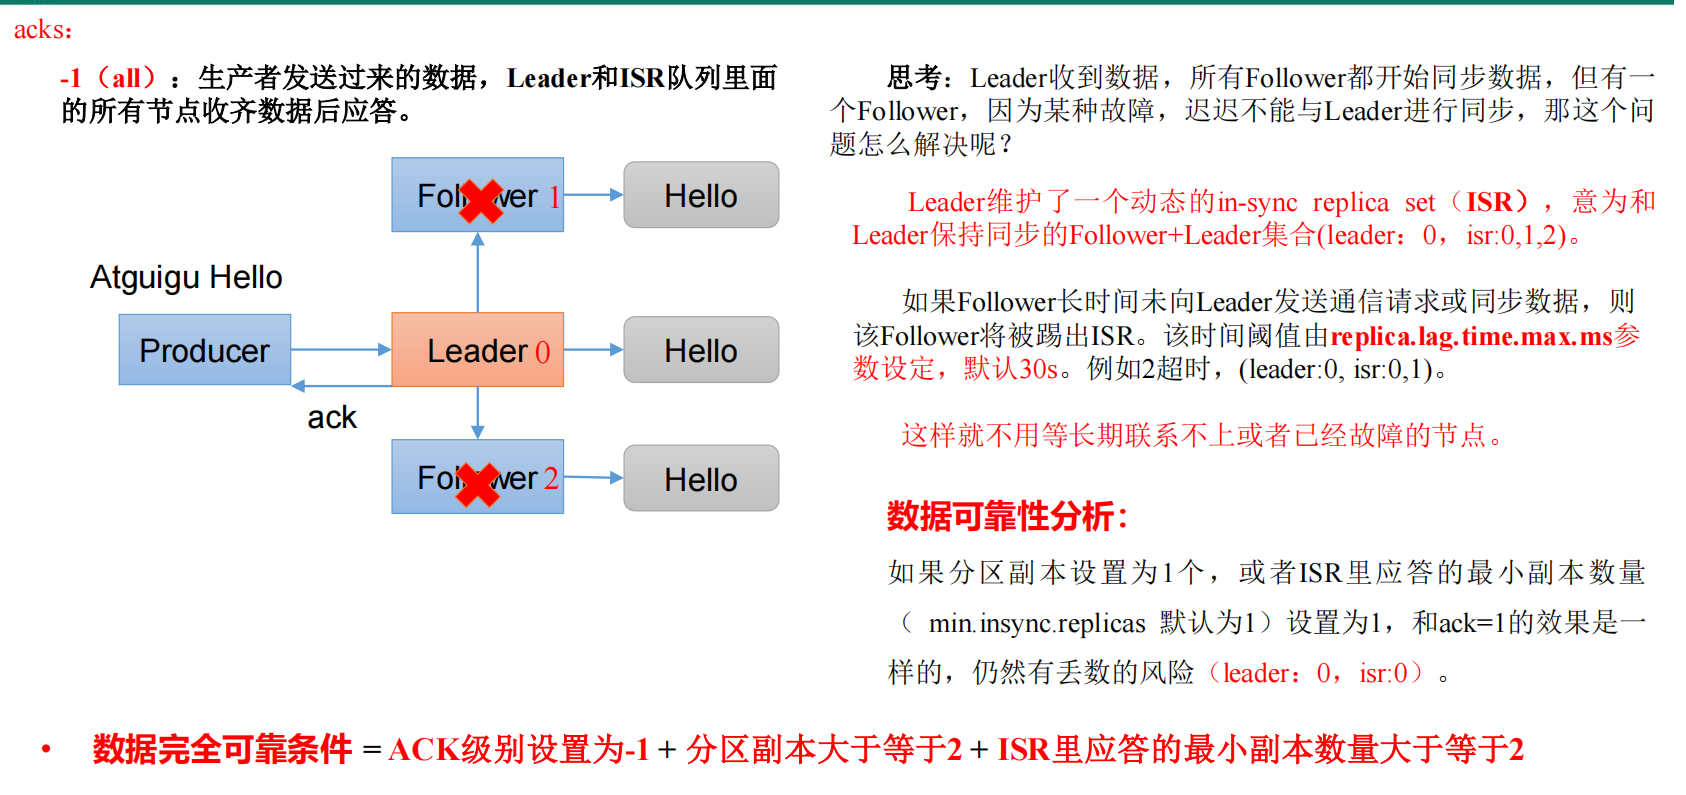 acks：
-1（all）：生产者发送过来的数据，Leader和ISR队列里面
的所有节点收齐数据后应答。
Follower 1
Hello
Atguigu Hello
Producer
Leader 0
Hello
ack
Follower 2
Hello
思考：Leader收到数据，所有Follower都开始同步数据，但有一
个Follower，因为某种故障，迟迟不能与Leader进行同步，那这个问
题怎么解决呢？
Leader维护了一个动态的in-sync replica set（ISR），意为和
Leader保持同步的Follower+Leader集合(leader：0，isr:0,1,2)。
如果Follower长时间未向Leader发送通信请求或同步数据，则
该Follower将被踢出ISR。该时间阈值由replica.lag.time.max.ms参
数设定，默认30s。例如2超时，(leader:0, isr:0,1)。
这样就不用等长期联系不上或者已经故障的节点。
数据可靠性分析：
如果分区副本设置为1个，或者ISR里应答的最小副本数量
（ min.insync.replicas 默认为1）设置为1，和ack=1的效果是一
样的，仍然有丢数的风险（leader：0，isr:0）。
• 数据完全可靠条件 = ACK级别设置为-1 + 分区副本大于等于2 + ISR里应答的最小副本数量大于等于2